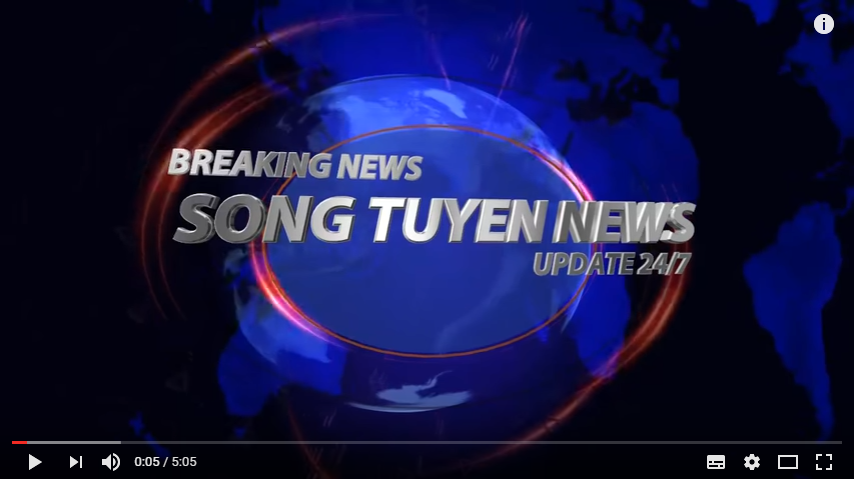 BREAKING NEWS
SONG TUYEN NEWS
UPDATE 24/7
0:05 / 5:05